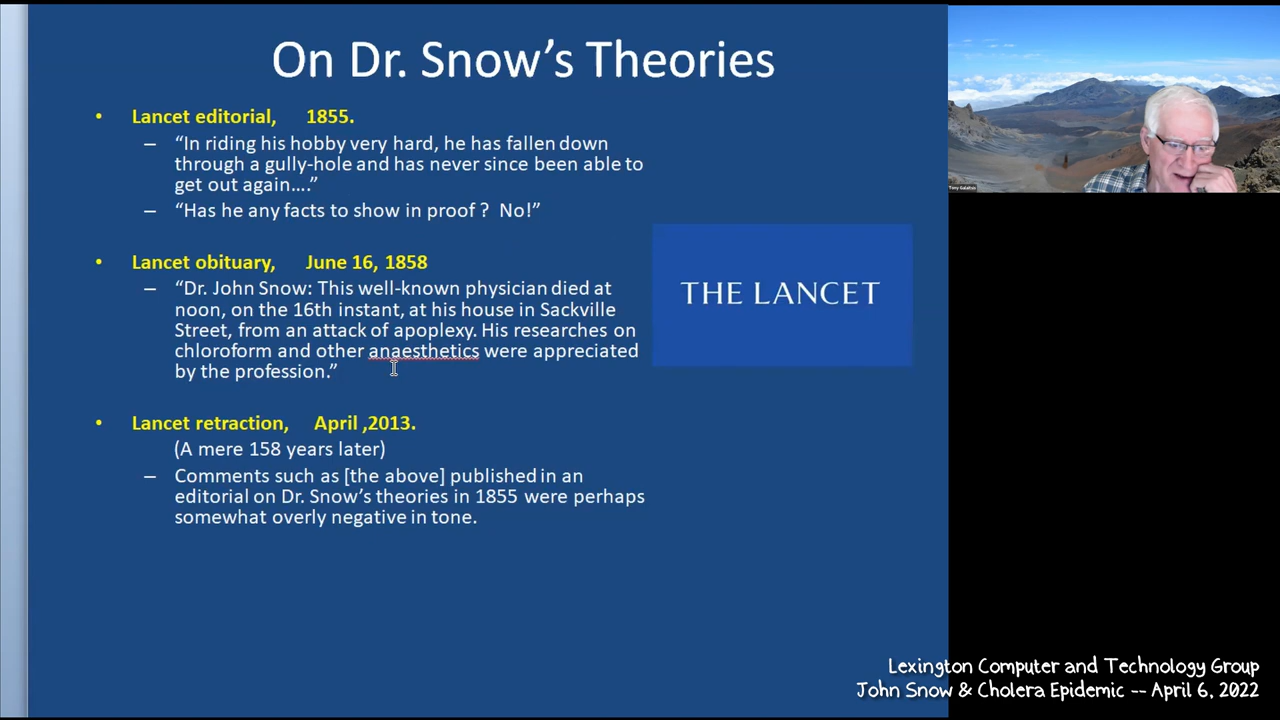 On Dr. Snow’s Theories
• Lancet editorial, 1855.
– “In riding his hobby very hard, he has fallen down
through a gully-hole and has never since been able to
get out again….”
– “Has he any facts to show in proof ? No!”
• Lancet obituary, June 16, 1858
– “Dr. John Snow: This well-known physician died at
noon, on the 16th instant, at his house in Sackville
Street, from an attack of apoplexy. His researches on
chloroform and other anaesthetics were appreciated
by the profession.”
• Lancet retraction, April ,2013.
(A mere 158 years later)
– Comments such as [the above] published in an
editorial on Dr. Snow’s theories in 1855 were perhaps
somewhat overly negative in tone.
THE LANCET
Lexington Computer and Technology Group
John Snow & Cholera Epidemic -- April 6, 2022